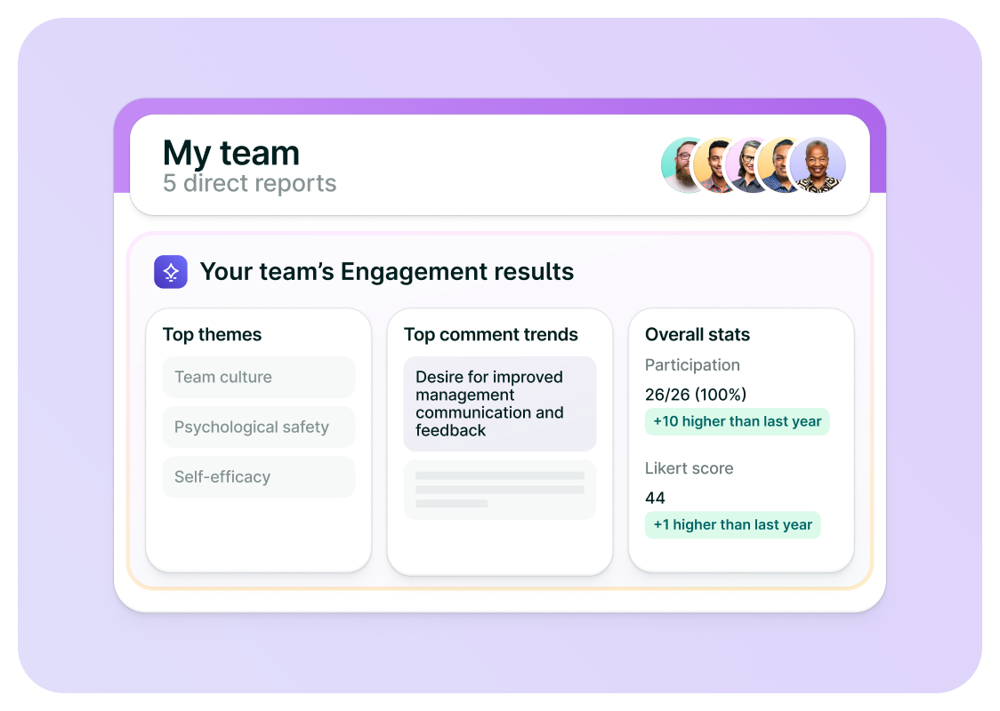 My team
5 direct reports
Your team’s Engagement results
Top themes
Team culture
Psychological safety
Self-efficacy
Top comment trends
Desire for improved
management
communication and
feedback
Overall stats
Participation
26/26 (100%)
+10 higher than last year
Likert score
44
+1 higher than last year